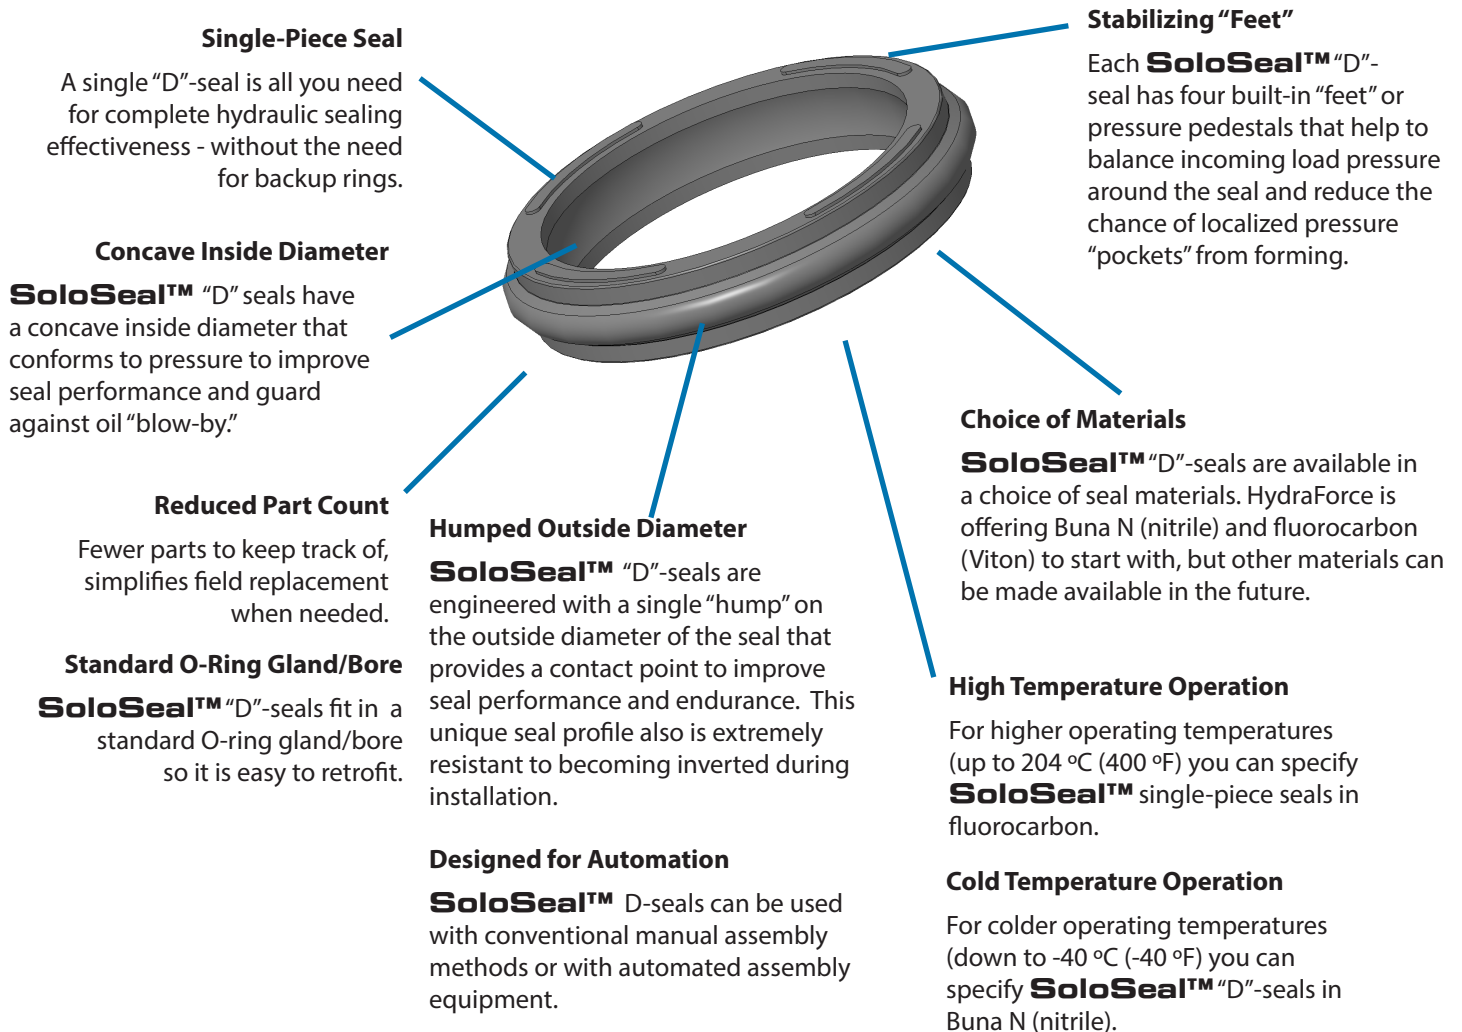 Single-Piece Seal
A single “D”-seal is all you need
for complete hydraulic sealing
effectiveness - without the need
for backup rings.
Concave Inside Diameter
SoloSeal™ “D” seals have
a concave inside diameter that
conforms to pressure to improve
seal performance and guard
against oil “blow-by.”
Reduced Part Count
Fewer parts to keep track of,
simplifies field replacement
when needed.
Standard O-Ring Gland/Bore
SoloSeal™ “D”-seals fit in a
standard O-ring gland/bore
so it is easy to retrofit.
Humped Outside Diameter
SoloSeal™ “D”-seals are
engineered with a single “hump” on
the outside diameter of the seal that
provides a contact point to improve
seal performance and endurance. This
unique seal profile also is extremely
resistant to becoming inverted during
installation.
Designed for Automation
SoloSeal™ D-seals can be used
with conventional manual assembly
methods or with automated assembly
equipment.
Stabilizing “Feet”
Each SoloSeal™ “D”-
seal has four built-in “feet” or
pressure pedestals that help to
balance incoming load pressure
around the seal and reduce the
chance of localized pressure
“pockets” from forming.
Choice of Materials
SoloSeal™ “D”-seals are available in
a choice of seal materials. HydraForce is
offering Buna N (nitrile) and fluorocarbon
(Viton) to start with, but other materials can
be made available in the future.
High Temperature Operation
For higher operating temperatures
(up to 204 ºC (400 ºF) you can specify
SoloSeal™ single-piece seals in
fluorocarbon.
Cold Temperature Operation
For colder operating temperatures
(down to -40 ºC (-40 ºF) you can
specify SoloSeal™ “D”-seals in
Buna N (nitrile).